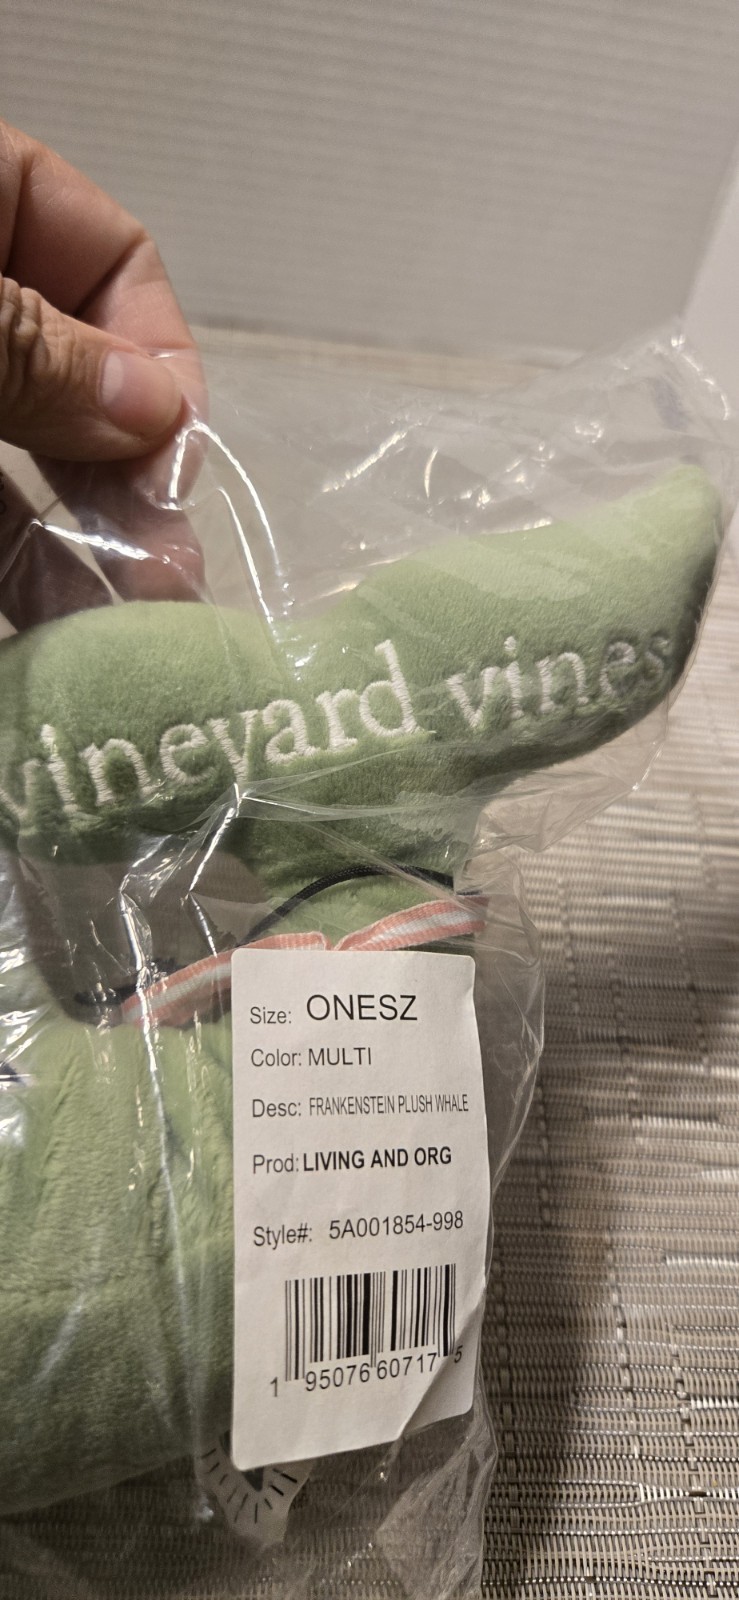 vineyard vines
Size: ONESZ
Color: MULTI
Desc: FRANKENSTEIN PLUSH WHALE
Prod: LIVING AND ORG
Style#: 5A001854-998
1 95076 60717 5